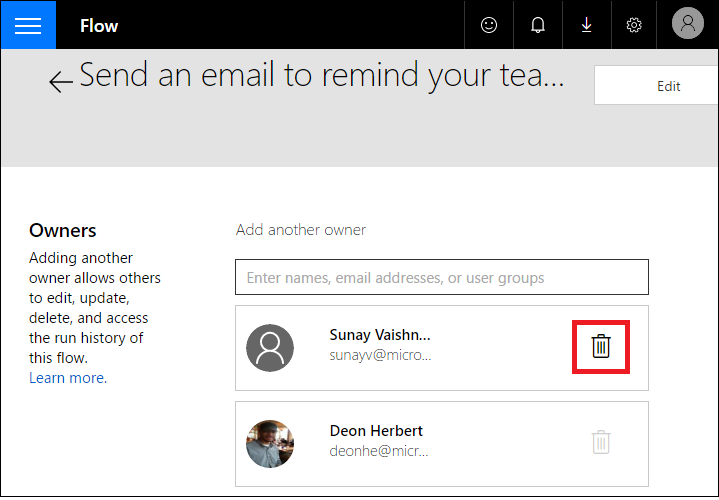 Flow
Send an email to remind your tea...
Edit
Owners
Adding another
owner allows others
to edit, update,
delete, and access
the run history of
this flow.
Learn more.
Add another owner
Enter names, email addresses, or user groups
Sunay Vaishn...
sunayv@micro...
Deon Herbert
deonhe@micr...